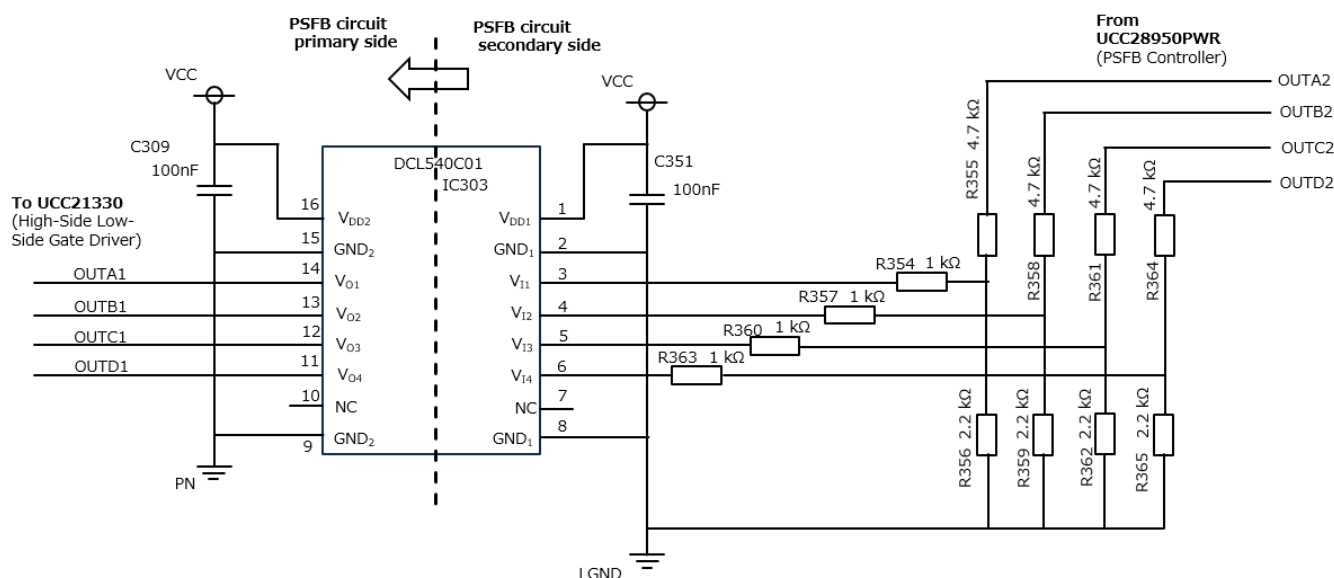 PSFB circuit
primary side
PSFB circuit
secondary side
From
UCC28950PWR
(PSFB Controller)
VCC
VCC
OUTA2
OUTB2
OUTC2
OUTD2
C309
100nF
DCL540C01
IC303
C351
100nF
R355 4.7 kΩ
4.7 kΩ
R358
4.7 kΩ
R361
4.7 kΩ
R364
To UCC21330
(High-Side Low-
Side Gate Driver)
16 VDD2 VDD1 1
15 GND2 GND1 2
OUTA1 14 VO1 VI1 3 R354 1 kΩ
OUTB1 13 VO2 VI2 4 R357 1 kΩ
OUTC1 12 VO3 VI3 5 R360 1 kΩ
OUTD1 11 VO4 VI4 6 R363 1 kΩ
10 NC NC 7
9 GND2 GND1 8
R356 2.2 kΩ
R359 2.2 kΩ
R362 2.2 kΩ
R365 2.2 kΩ
PN
LGND